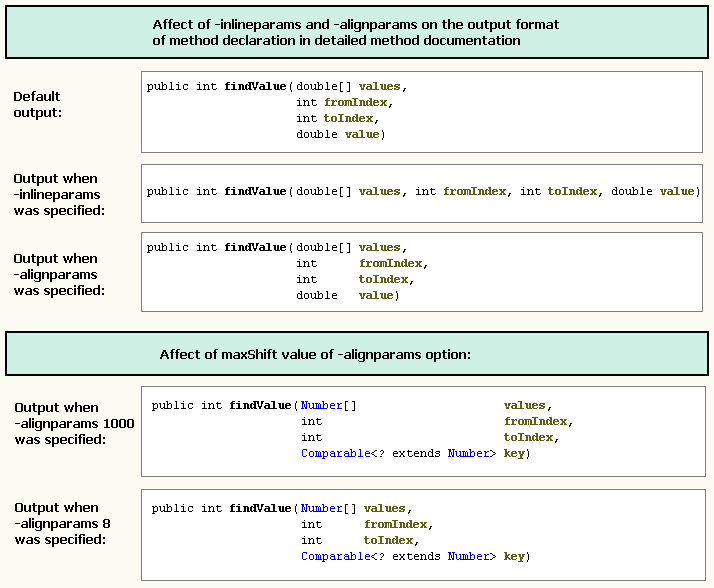 Affect of -inlineparams and -alignparams on the output format
of method declaration in detailed method documentation
Default
output:
public int findValue(double[] values,
int fromIndex,
int toIndex,
double value)
Output when
-inlineparams
was specified:
public int findValue(double[] values, int fromIndex, int toIndex, double value)
Output when
-alignparams
was specified:
public int findValue(double[] values,
int      fromIndex,
int      toIndex,
double   value)
Affect of maxShift value of -alignparams option:
Output when
-alignparams 1000
was specified:
public int findValue(Number[]                     values,
int                          fromIndex,
int                          toIndex,
Comparable<? extends Number> key)
Output when
-alignparams 8
was specified:
public int findValue(Number[] values,
int      fromIndex,
int      toIndex,
Comparable<? extends Number> key)